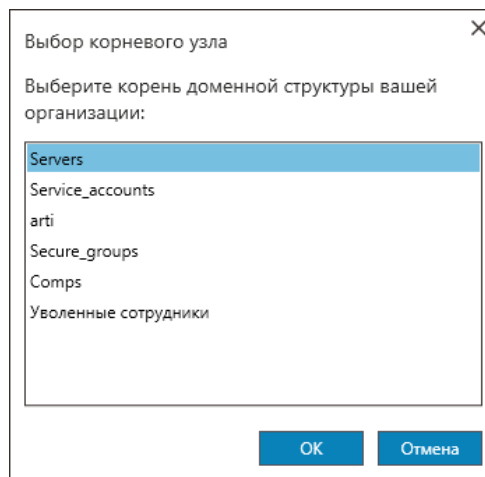 Выбор корневого узла
Выберите корень доменной структуры вашей
организации:
Servers
Service_accounts
arti
Secure_groups
Comps
Уволенные сотрудники
OK
Отмена